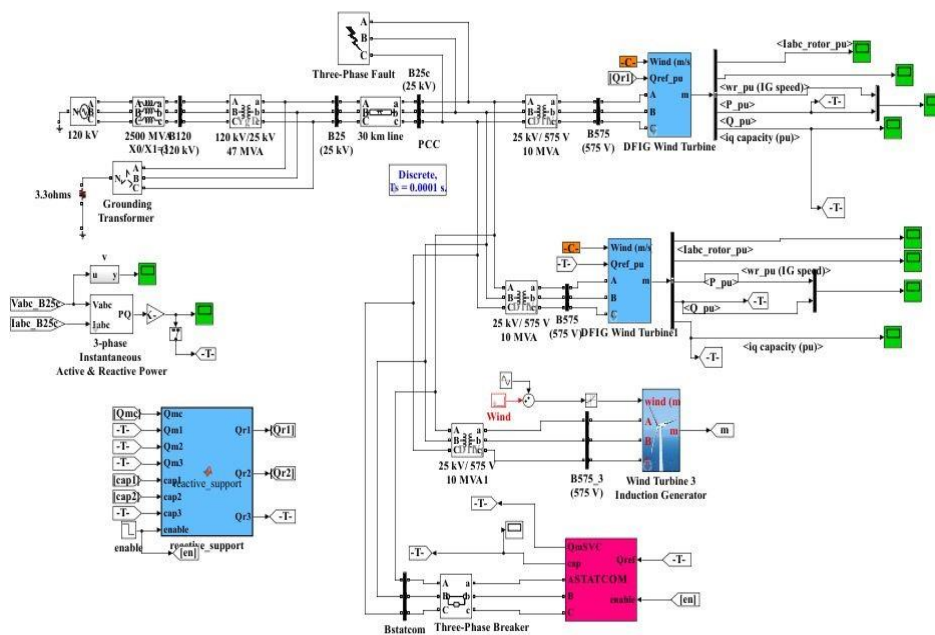 A
B
C
Three-Phase Fault
B25c
(25 kV)
<Iabc_rotor_pu>
-C-
Wind (m/s
[Qr1]
Qref_pu
A
B
C
m
<wr_pu (IG speed)>
<P_pu>
-T-
<Q_pu>
<iq capacity (pu)>
-T-
DFIG Wind Turbine
N
A
B
C
120 kV
A
B
C
a
b
c
2500 MVA
X0/X1=3
B120
(120 kV)
A
B
C
a
b
c
120 kV/25 kV
47 MVA
B25
(25 kV)
A
B
C
a
b
c
30 km line
PCC
A
B
C
a
b
c
25 kV/ 575 V
10 MVA
B575
(575 V)
Discrete,
Ts = 0.0001 s.
3.3ohms
N
A
B
C
Grounding
Transformer
-C-
Wind (m/s
-T-
Qref_pu
A
B
C
m
DFIG Wind Turbine1
<Iabc_rotor_pu>
<wr_pu (IG speed)>
<P_pu>
-T-
<Q_pu>
<iq capacity (pu)>
-T-
A
B
C
a
b
c
25 kV/ 575 V
10 MVA
B575
(575 V)
v
u
y
Vabc_B25c
Iabc_B25c
Vabc
Iabc
PQ
-T-
3-phase
Instantaneous
Active & Reactive Power
Wind
wind (m
A
B
C
m
m
Wind Turbine 3
Induction Generator
A
B
C
a
b
c
25 kV/ 575 V
10 MVA1
B575_3
(575 V)
[Qmc]
-T-
-T-
-T-
[cap1]
[cap2]
-T-
Qmc
Qm1
Qm2
Qm3
cap1
cap2
cap3
enable
reactive_support
Qr1
Qr2
Qr3
[Qr1]
[Qr2]
-T-
enable
[en]
reactive_support
-T-
-T-
QmSVC
cap
A
B
C
STATCOM
Qref
enable
-T-
[en]
A
B
C
a
b
c
Bstatcom
Three-Phase Breaker